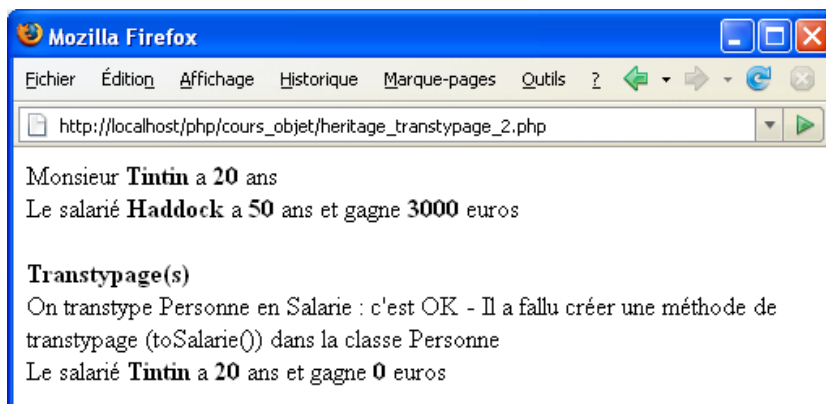 Mozilla Firefox
Fichier Édition Affichage Historique Marque-pages Outils ?
http://localhost/php/cours_objet/heritage_transtypage_2.php
Monsieur Tintin a 20 ans
Le salarié Haddock a 50 ans et gagne 3000 euros
Transtype(s)
On transtype Personne en Salarie : c'est OK - Il a fallu créer une méthode de
transtypage (toSalarie()) dans la classe Personne
Le salarié Tintin a 20 ans et gagne 0 euros